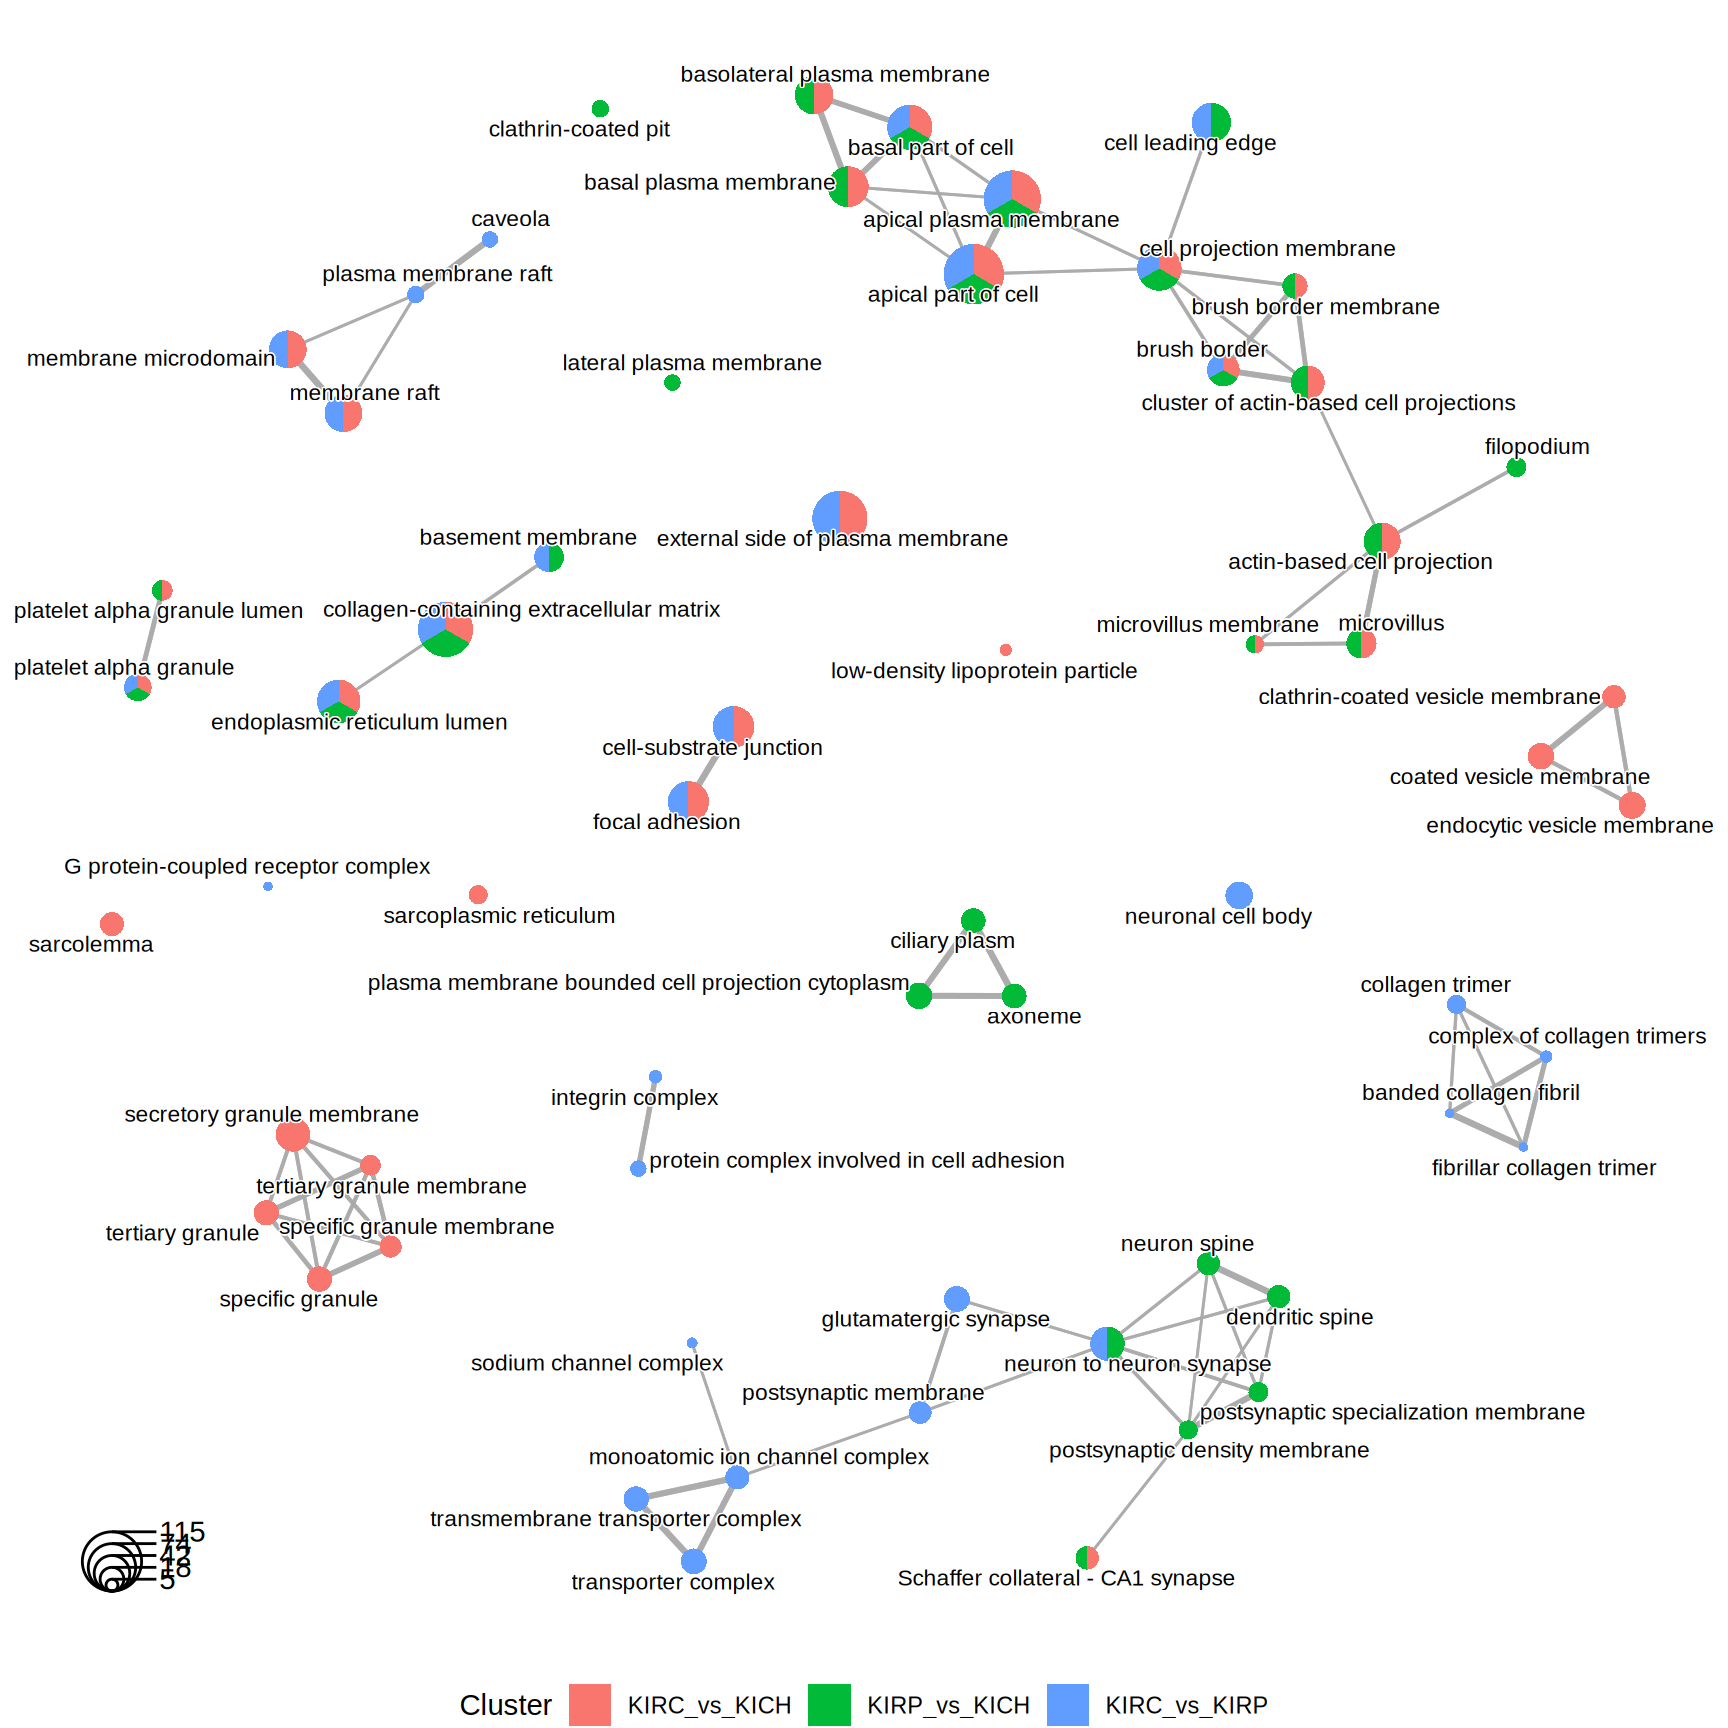 basolateral plasma membrane
clathrin-coated pit
basal part of cell
cell leading edge
basal plasma membrane
caveola
apical plasma membrane
cell projection membrane
plasma membrane raft
apical part of cell
brush border membrane
brush border
membrane microdomain
lateral plasma membrane
membrane raft
cluster of actin-based cell projections
filopodium
basement membrane
external side of plasma membrane
actin-based cell projection
platelet alpha granule lumen
collagen-containing extracellular matrix
microvillus membrane
microvillus
platelet alpha granule
low-density lipoprotein particle
clathrin-coated vesicle membrane
endoplasmic reticulum lumen
cell-substrate junction
coated vesicle membrane
focal adhesion
endocytic vesicle membrane
G protein-coupled receptor complex
sarcoplasmic reticulum
neuronal cell body
sarcolemma
ciliary plasm
plasma membrane bounded cell projection cytoplasm
collagen trimer
axoneme
complex of collagen trimers
integrin complex
banded collagen fibril
secretory granule membrane
protein complex involved in cell adhesion
fibrillar collagen trimer
tertiary granule membrane
tertiary granule
specific granule membrane
neuron spine
specific granule
glutamatergic synapse
dendritic spine
sodium channel complex
neuron to neuron synapse
postsynaptic membrane
postsynaptic specialization membrane
monoatomic ion channel complex
postsynaptic density membrane
transmembrane transporter complex
transporter complex
Schaffer collateral - CA1 synapse
115
42
18
5
Cluster KIRC_vs_KICH KIRP_vs_KICH KIRC_vs_KIRP